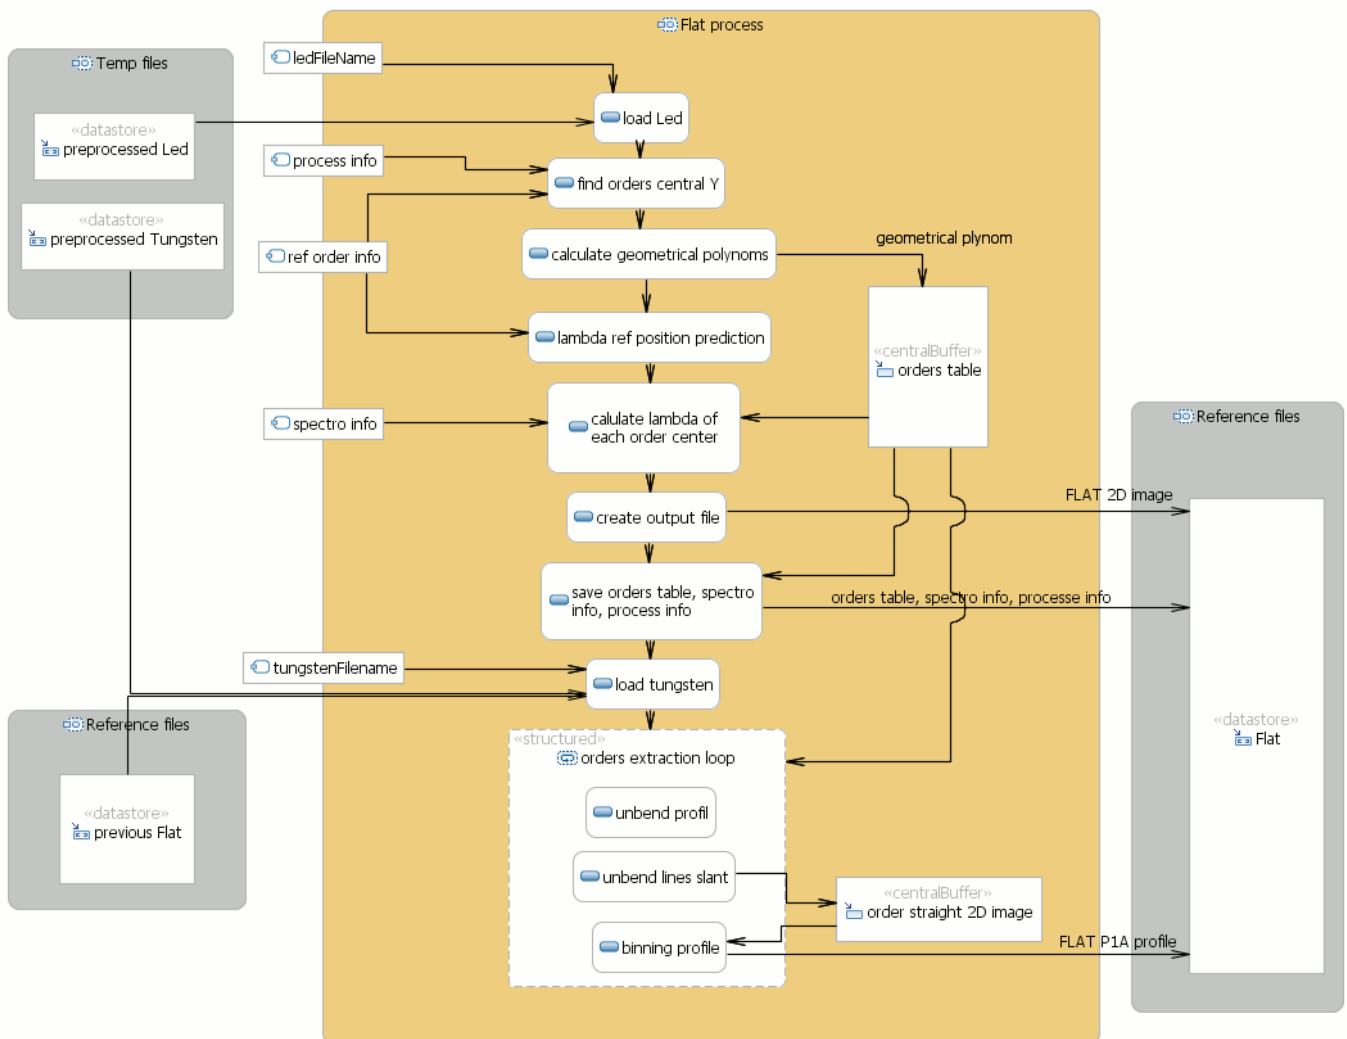 Flat process
ledFileName
Temp files
«datastore»
preprocessed Led
load Led
process info
find orders central Y
«datastore»
preprocessed Tungsten
ref order info
calculate geometrical polynoms
geometrical plynom
lambda ref position prediction
«centralBuffer»
orders table
spectro info
calulate lambda of
each order center
Reference files
FLAT 2D image
create output file
save orders table, spectro
info, process info
orders table, spectro info, processe info
tungstenFilename
load tungsten
Reference files
«datastore»
previous Flat
«datastore»
Flat
«structured»
orders extraction loop
unbend profil
unbend lines slant
«centralBuffer»
order straight 2D image
binning profile
FLAT P1A profile